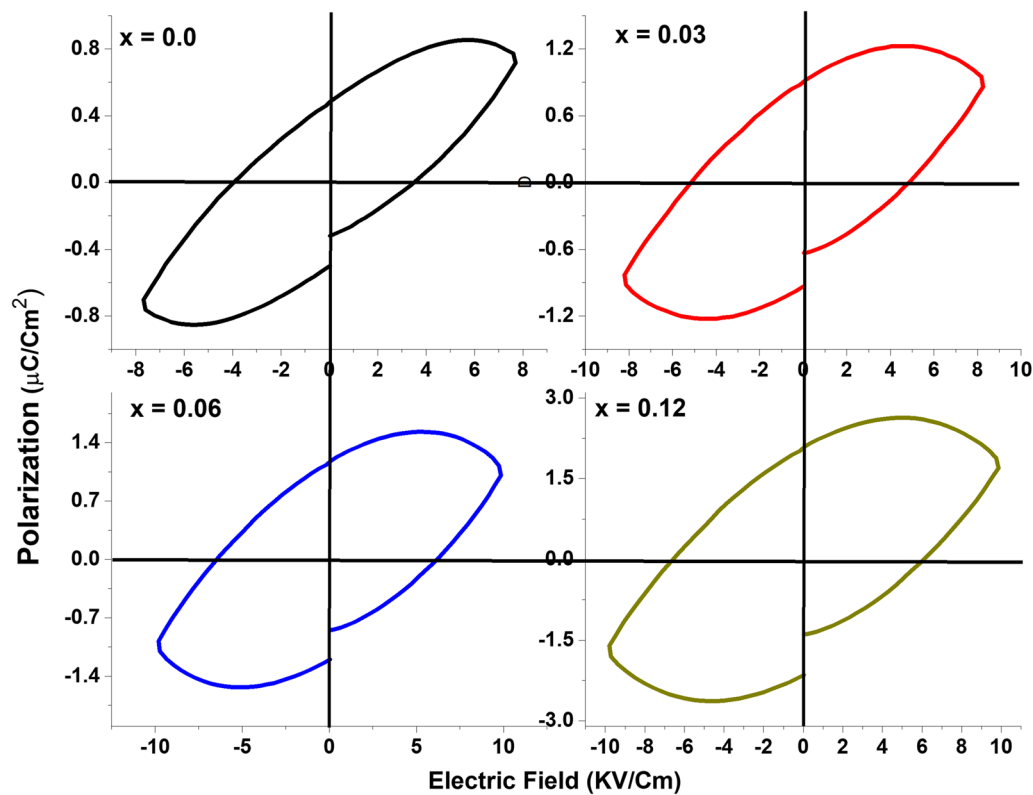 x = 0.0
0.8
0.4
0.0
-0.4
-0.8
-8 -6 -4 -2 0 2 4 6 8
x = 0.03
1.2
0.6
0.0
-0.6
-1.2
-10 -8 -6 -4 -2 0 2 4 6 8 10
x = 0.06
1.4
0.7
0.0
-0.7
-1.4
-10 -5 0 5 10
x = 0.12
3.0
1.5
0.0
-1.5
-3.0
-10 -8 -6 -4 -2 0 2 4 6 8 10
Polarization (μC/Cm²)
Electric Field (KV/Cm)